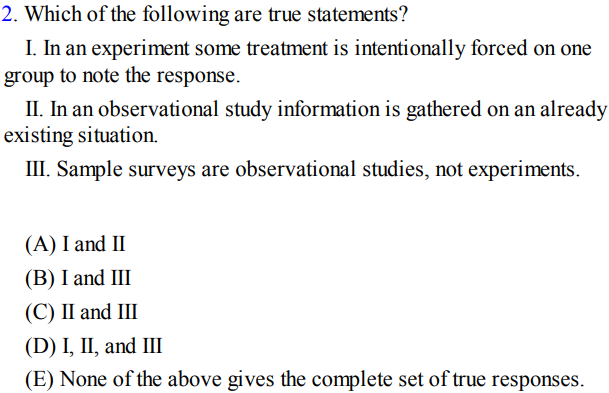 2. Which of the following are true statements?
I. In an experiment some treatment is intentionally forced on one
group to note the response.
II. In an observational study information is gathered on an already
existing situation.
III. Sample surveys are observational studies, not experiments.
(A) I and II
(B) I and III
(C) II and III
(D) I, II, and III
(E) None of the above gives the complete set of true responses.